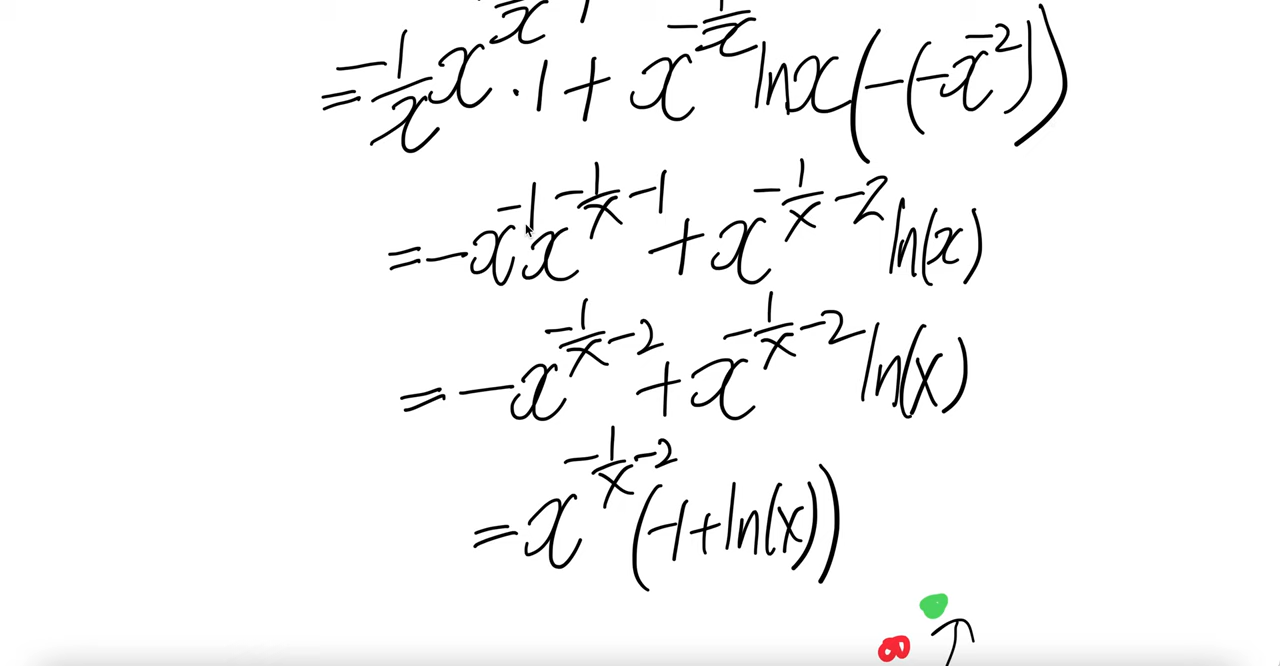 = -1/x x^(-1/x -1) · 1 + x^(-1/x) ln x (-(-x^-2))
= -x^-1 x^(-1/x -1) + x^(-1/x -2) ln(x)
= -x^(-1/x -2) + x^(-1/x -2) ln(x)
= x^(-1/x -2) (-1 + ln(x))
∞